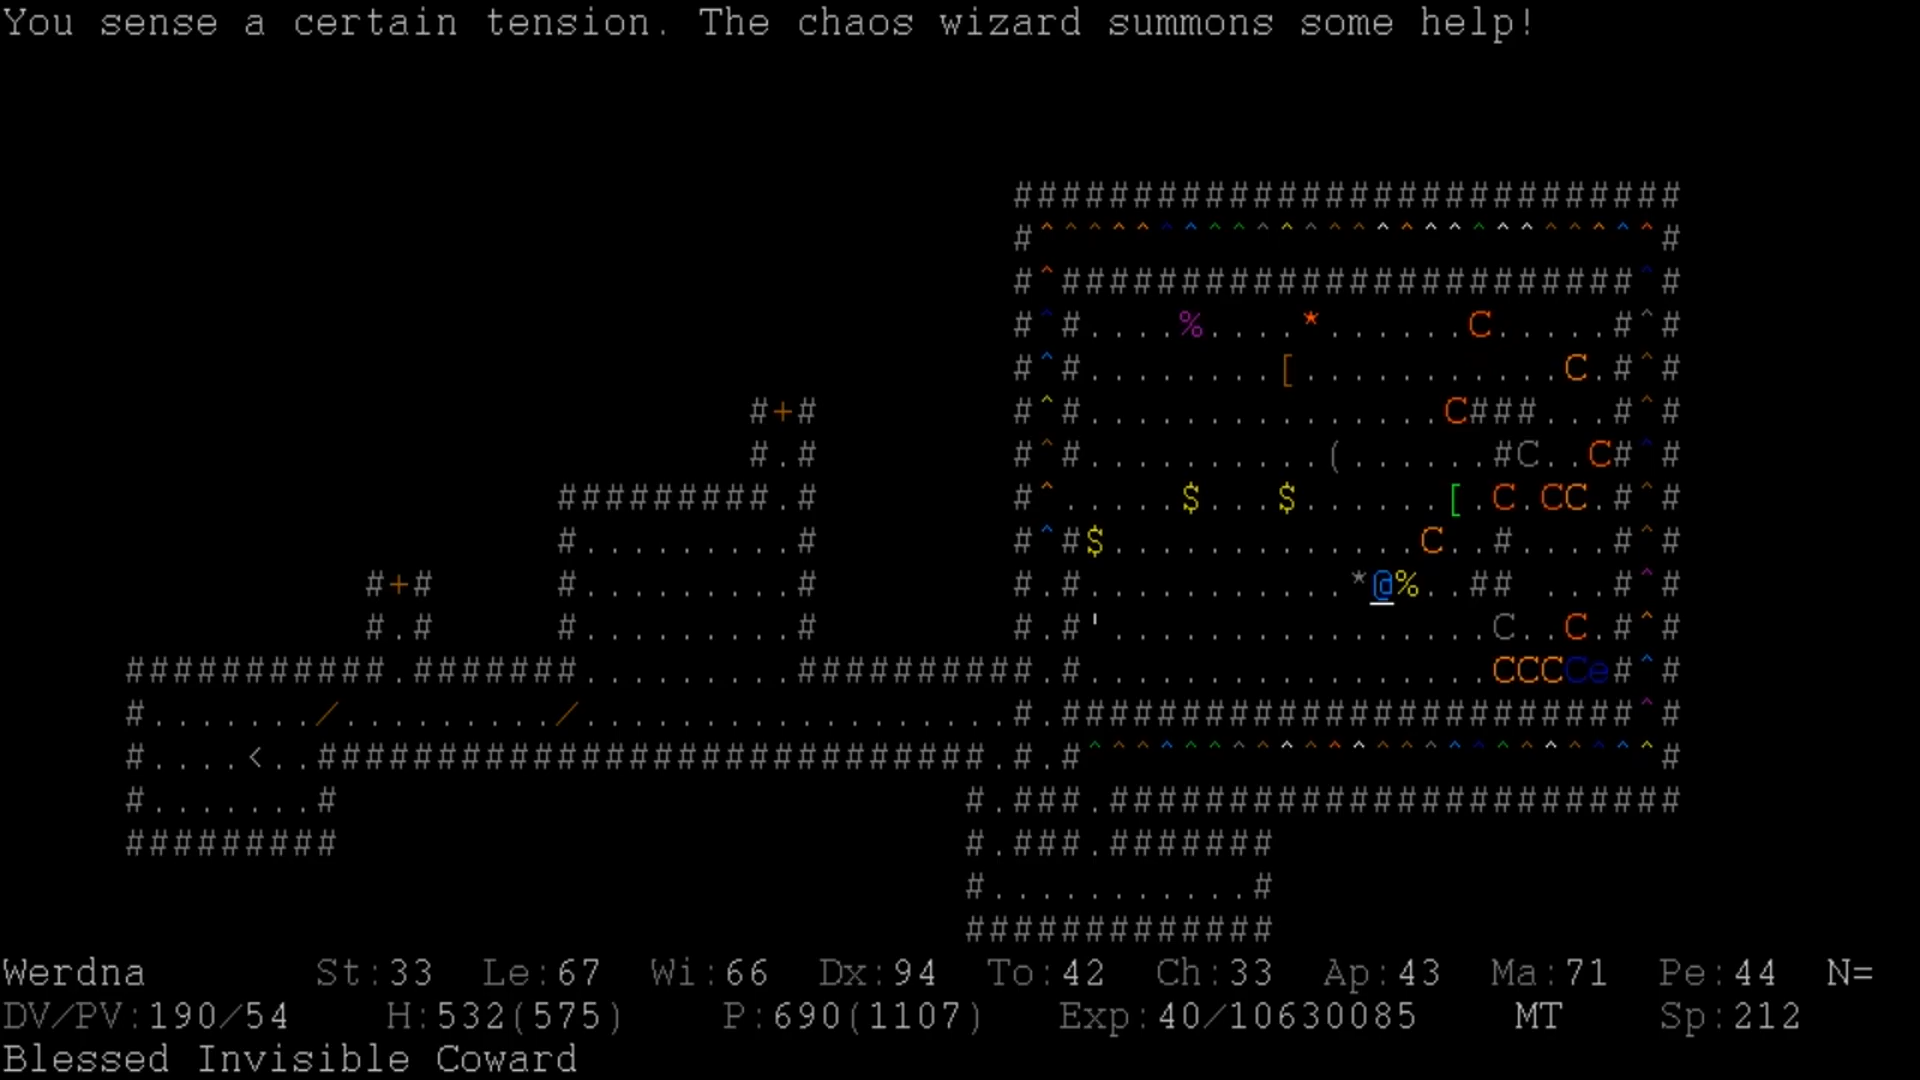 You sense a certain tension. The chaos wizard summons some help!
Werdna St:33 Le:67 Wi:66 Dx:94 To:42 Ch:33 Ap:43 Ma:71 Pe:44 N=
DV/PV:190/54 H:532(575) P:690(1107) Exp:40/10630085 MT Sp:212
Blessed Invisible Coward